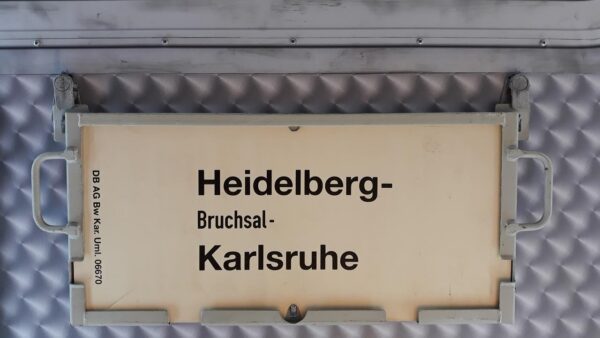 Heidelberg-
Bruchsal-
Karlsruhe
DB AG Bw Kar. Uml. 06670